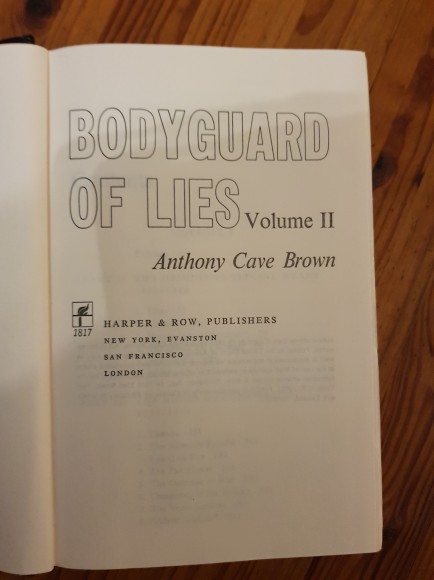 BODYGUARD
OF LIES Volume II
Anthony Cave Brown
1817
HARPER & ROW, PUBLISHERS
NEW YORK, EVANSTON
SAN FRANCISCO
LONDON